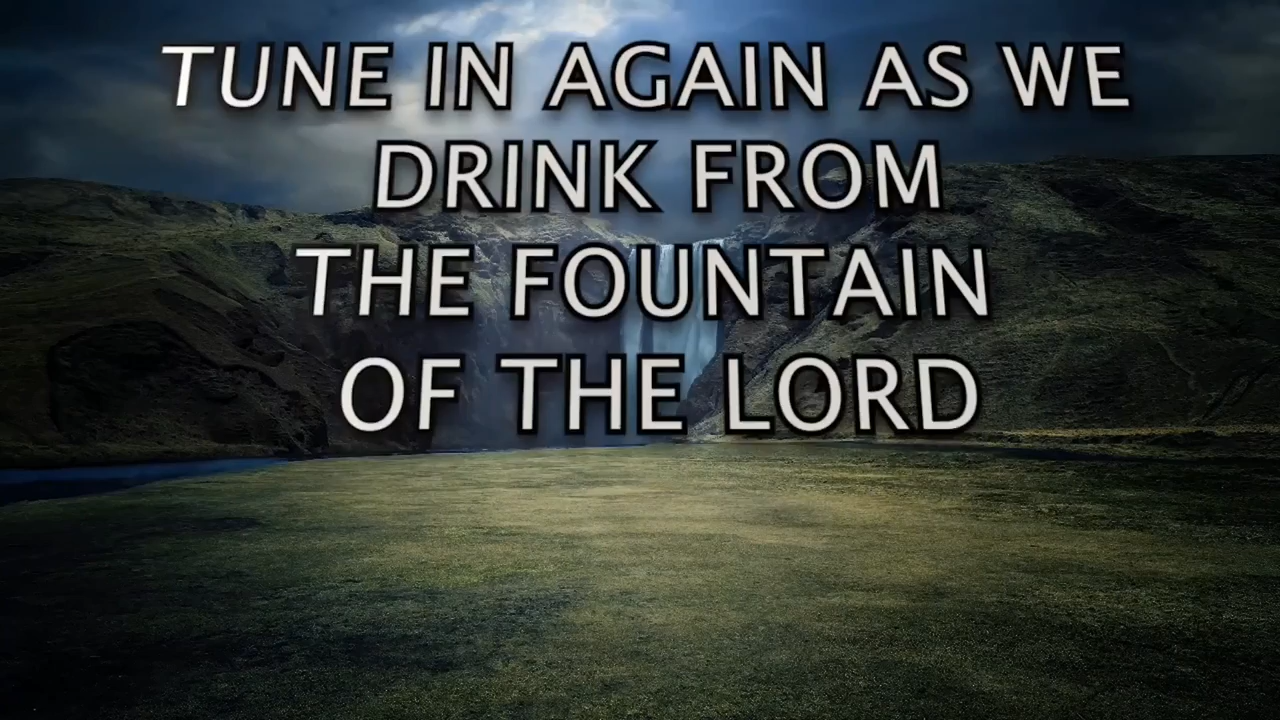 TUNE IN AGAIN AS WE
DRINK FROM
THE FOUNTAIN
OF THE LORD